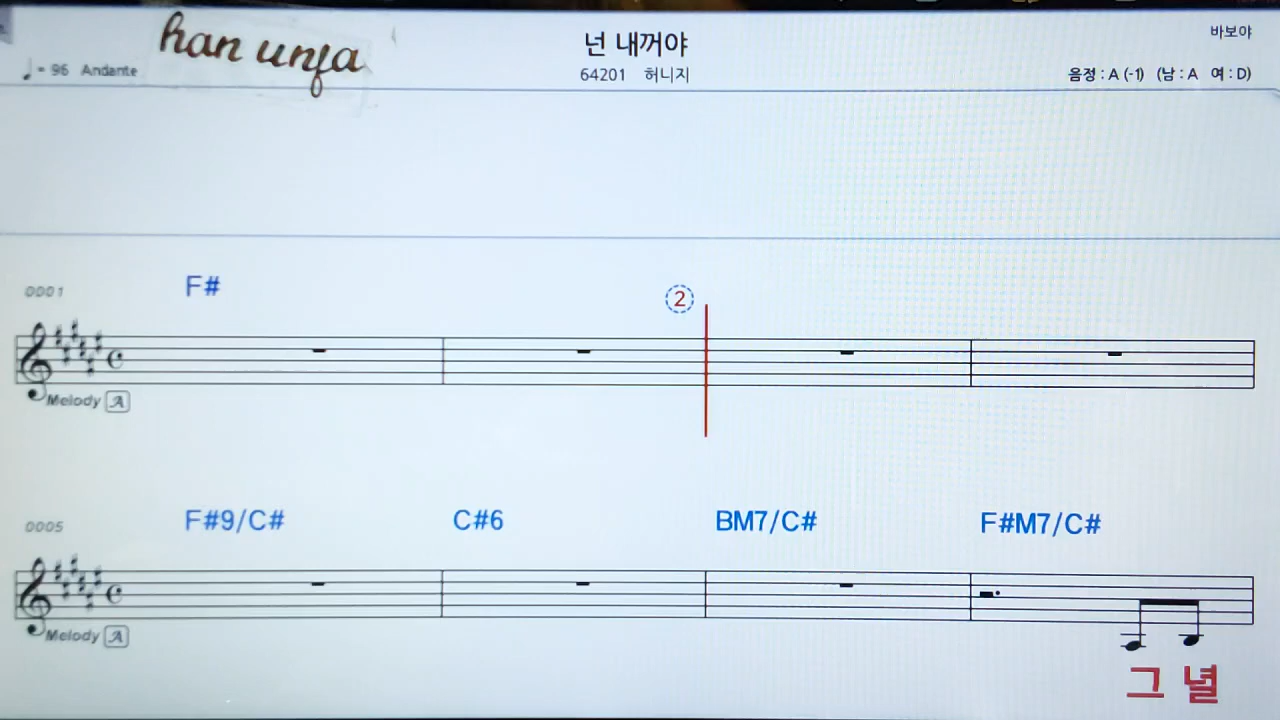 han unja
넌 내꺼야
바보야
♩ = 96 Andante
64201 허니지
음정 : A (-1) (남 : A 여 : D)
0001 F# 2
Melody A
0005 F#9/C# C#6 BM7/C# F#M7/C#
Melody A
그 널